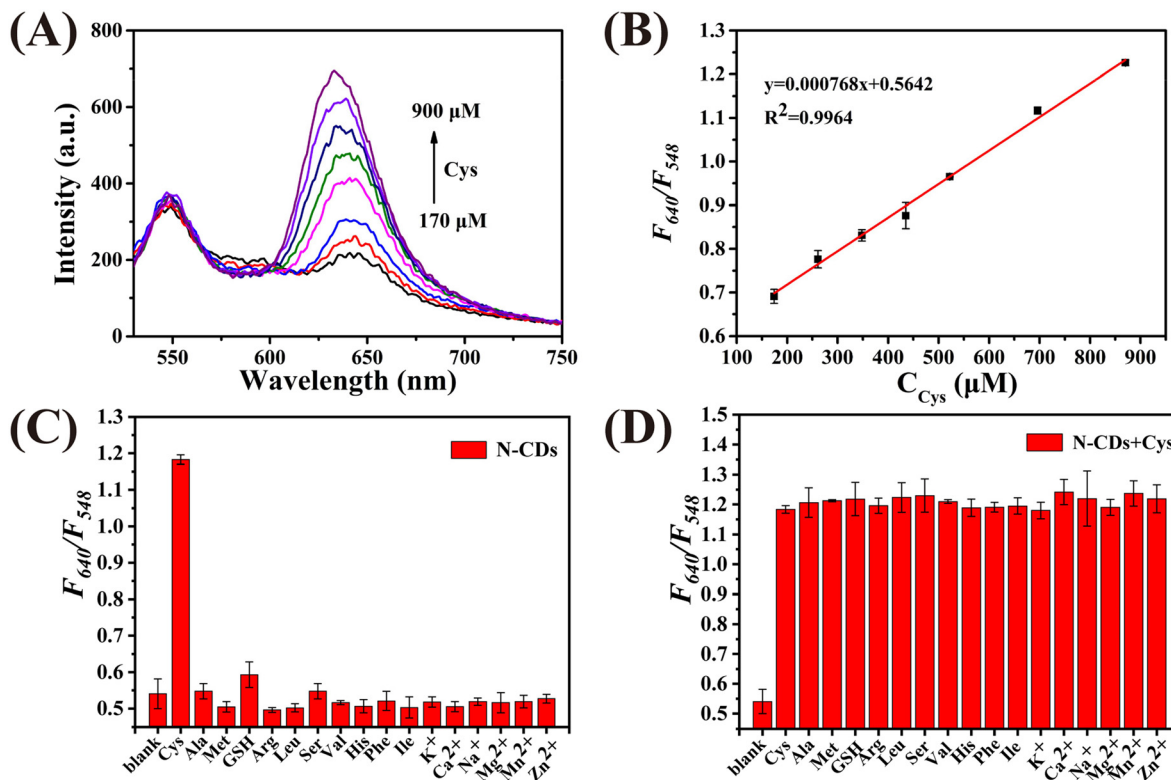 (A)
800
600
400
200
0
Intensity (a.u.)
900 µM
Cys
170 µM
550
600
650
700
750
Wavelength (nm)
(B)
1.3
1.2
1.1
1.0
0.9
0.8
0.7
0.6
F640/F548
y=0.000768x+0.5642
R²=0.9964
100 200 300 400 500 600 700 800 900
CCys (µM)
(C)
1.3
1.2
1.1
1.0
0.9
0.8
0.7
0.6
0.5
F640/F548
N-CDs
blank Cys Ala Met GSH Arg Leu Ser Val His Phe Ile K+ Ca2+ Na+ Mg2+ Mn2+ Zn2+
(D)
1.5
1.4
1.3
1.2
1.1
1.0
0.9
0.8
0.7
0.6
0.5
F640/F548
N-CDs+Cys
blank Cys Ala Met GSH Arg Leu Ser Val His Phe Ile K+ Ca2+ Na+ Mg2+ Mn2+ Zn2+